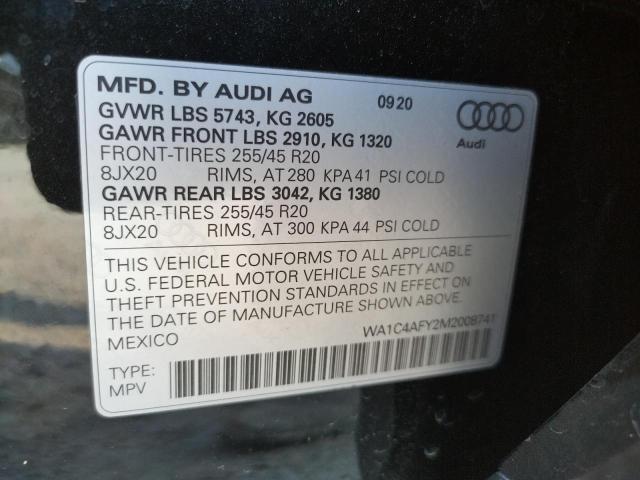 MFD. BY AUDI AG 09 20
GVWR LBS 5743, KG 2605
GAWR FRONT LBS 2910, KG 1320
FRONT-TIRES 255/45 R20
8JX20 RIMS, AT 280 KPA 41 PSI COLD
GAWR REAR LBS 3042, KG 1380
REAR-TIRES 255/45 R20
8JX20 RIMS, AT 300 KPA 44 PSI COLD
Audi
THIS VEHICLE CONFORMS TO ALL APPLICABLE
U.S. FEDERAL MOTOR VEHICLE SAFETY AND
THEFT PREVENTION STANDARDS IN EFFECT ON
THE DATE OF MANUFACTURE SHOWN ABOVE.
MEXICO
WA1C4AFY2M2008741
TYPE:
MPV